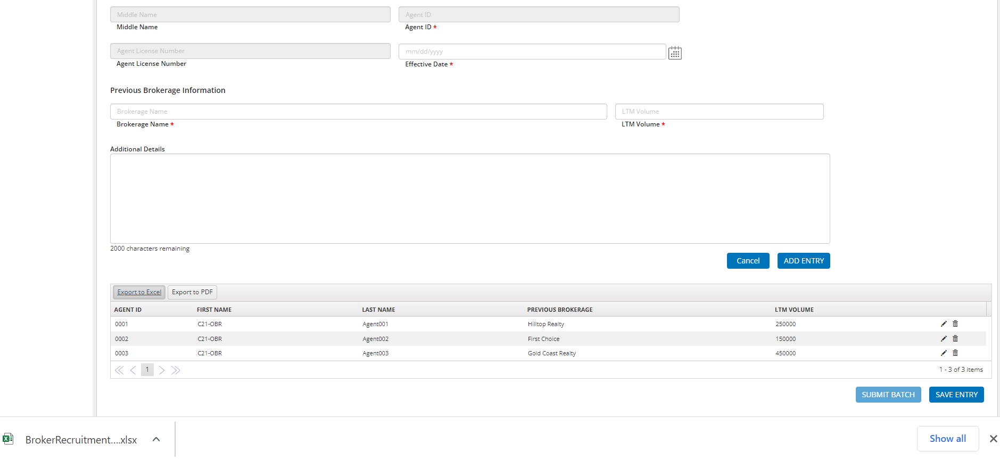 Middle Name Agent ID
Middle Name Agent ID *
Agent License Number mm/dd/yyyy
Agent License Number Effective Date *
Previous Brokerage Information
Brokerage Name LTM Volume
Brokerage Name * LTM Volume *
Additional Details
2000 characters remaining
Cancel ADD ENTRY
Export to Excel Export to PDF
AGENT ID FIRST NAME LAST NAME PREVIOUS BROKERAGE LTM VOLUME
0001 C21-OBR Agent001 Hilltop Realty 250000
0002 C21-OBR Agent002 First Choice 150000
0003 C21-OBR Agent003 Gold Coast Realty 450000
1 1 - 3 of 3 items
SUBMIT BATCH SAVE ENTRY
BrokerRecruitment....xlsx Show all